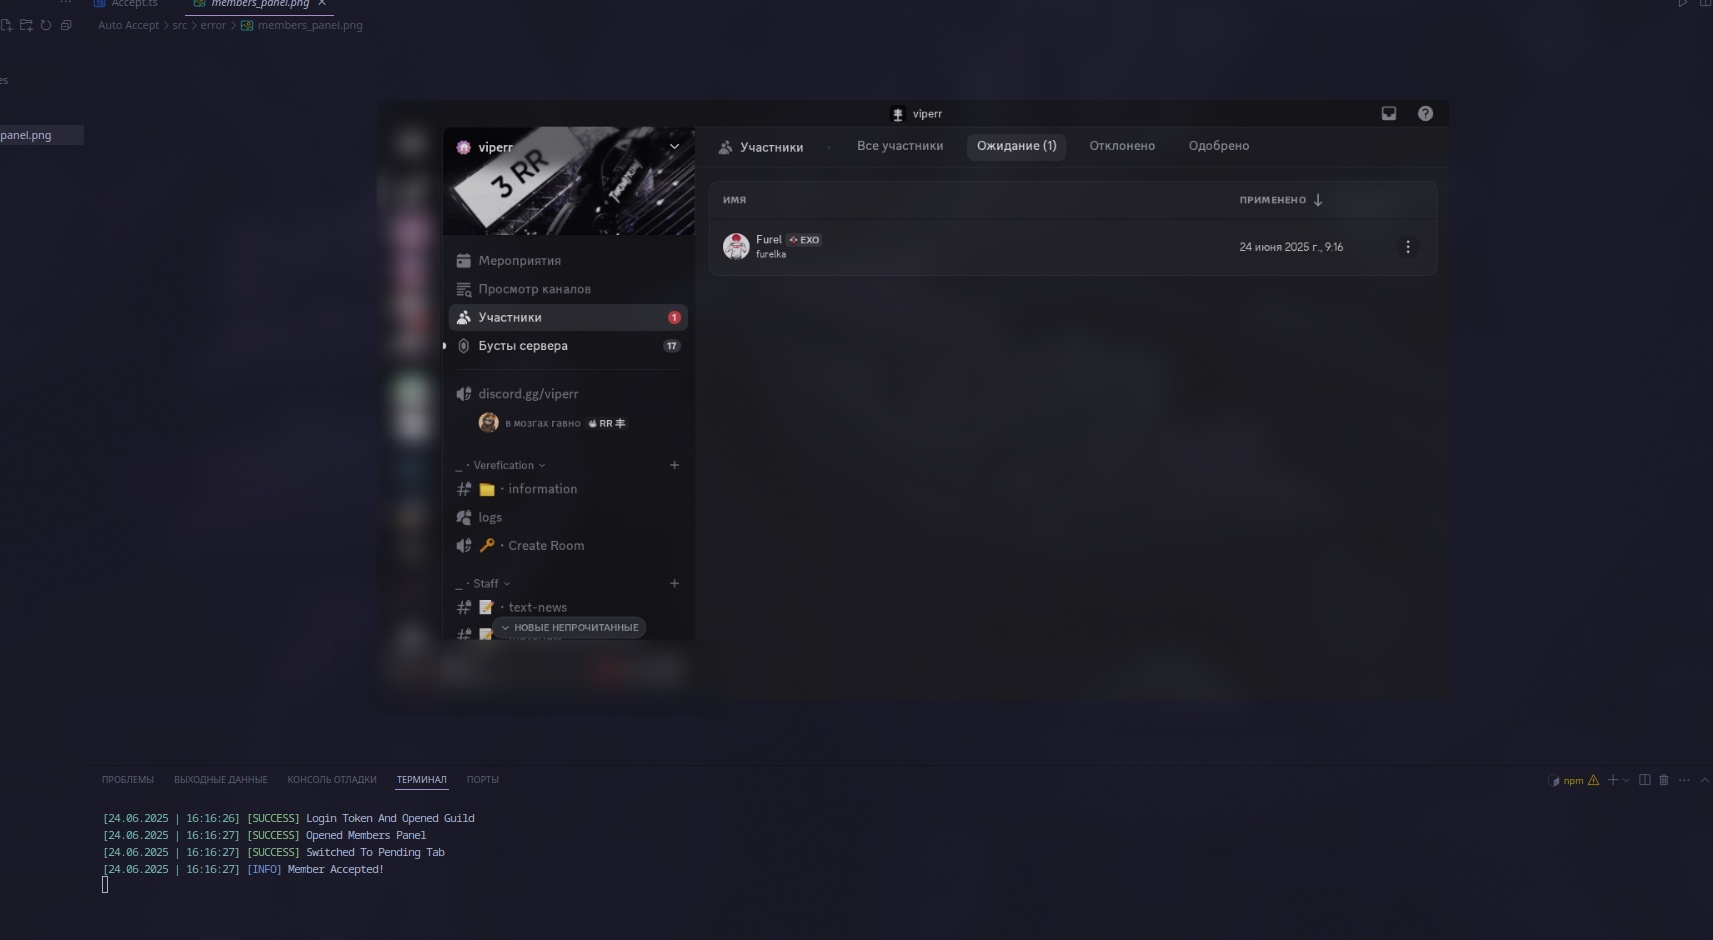 Accept.ts
members_panel.png
Auto Accept > src > error > members_panel.png
es
panel.png
viperr
viperr
3 RR
Участники
Все участники
Ожидание (1)
Отклонено
Одобрено
ИМЯ
ПРИМЕНЕНО
Furel EXO
furelka
24 июня 2025 г., 9:16
Мероприятия
Просмотр каналов
Участники 1
Бусты сервера 17
discord.gg/viperr
в мозгах гавно RR
_ · Verefication
information
logs
Create Room
_ · Staff
text-news
НОВЫЕ НЕПРОЧИТАННЫЕ
ПРОБЛЕМЫ ВЫХОДНЫЕ ДАННЫЕ КОНСОЛЬ ОТЛАДКИ ТЕРМИНАЛ ПОРТЫ
npm
[24.06.2025 | 16:16:26] [SUCCESS] Login Token And Opened Guild
[24.06.2025 | 16:16:27] [SUCCESS] Opened Members Panel
[24.06.2025 | 16:16:27] [SUCCESS] Switched To Pending Tab
[24.06.2025 | 16:16:27] [INFO] Member Accepted!